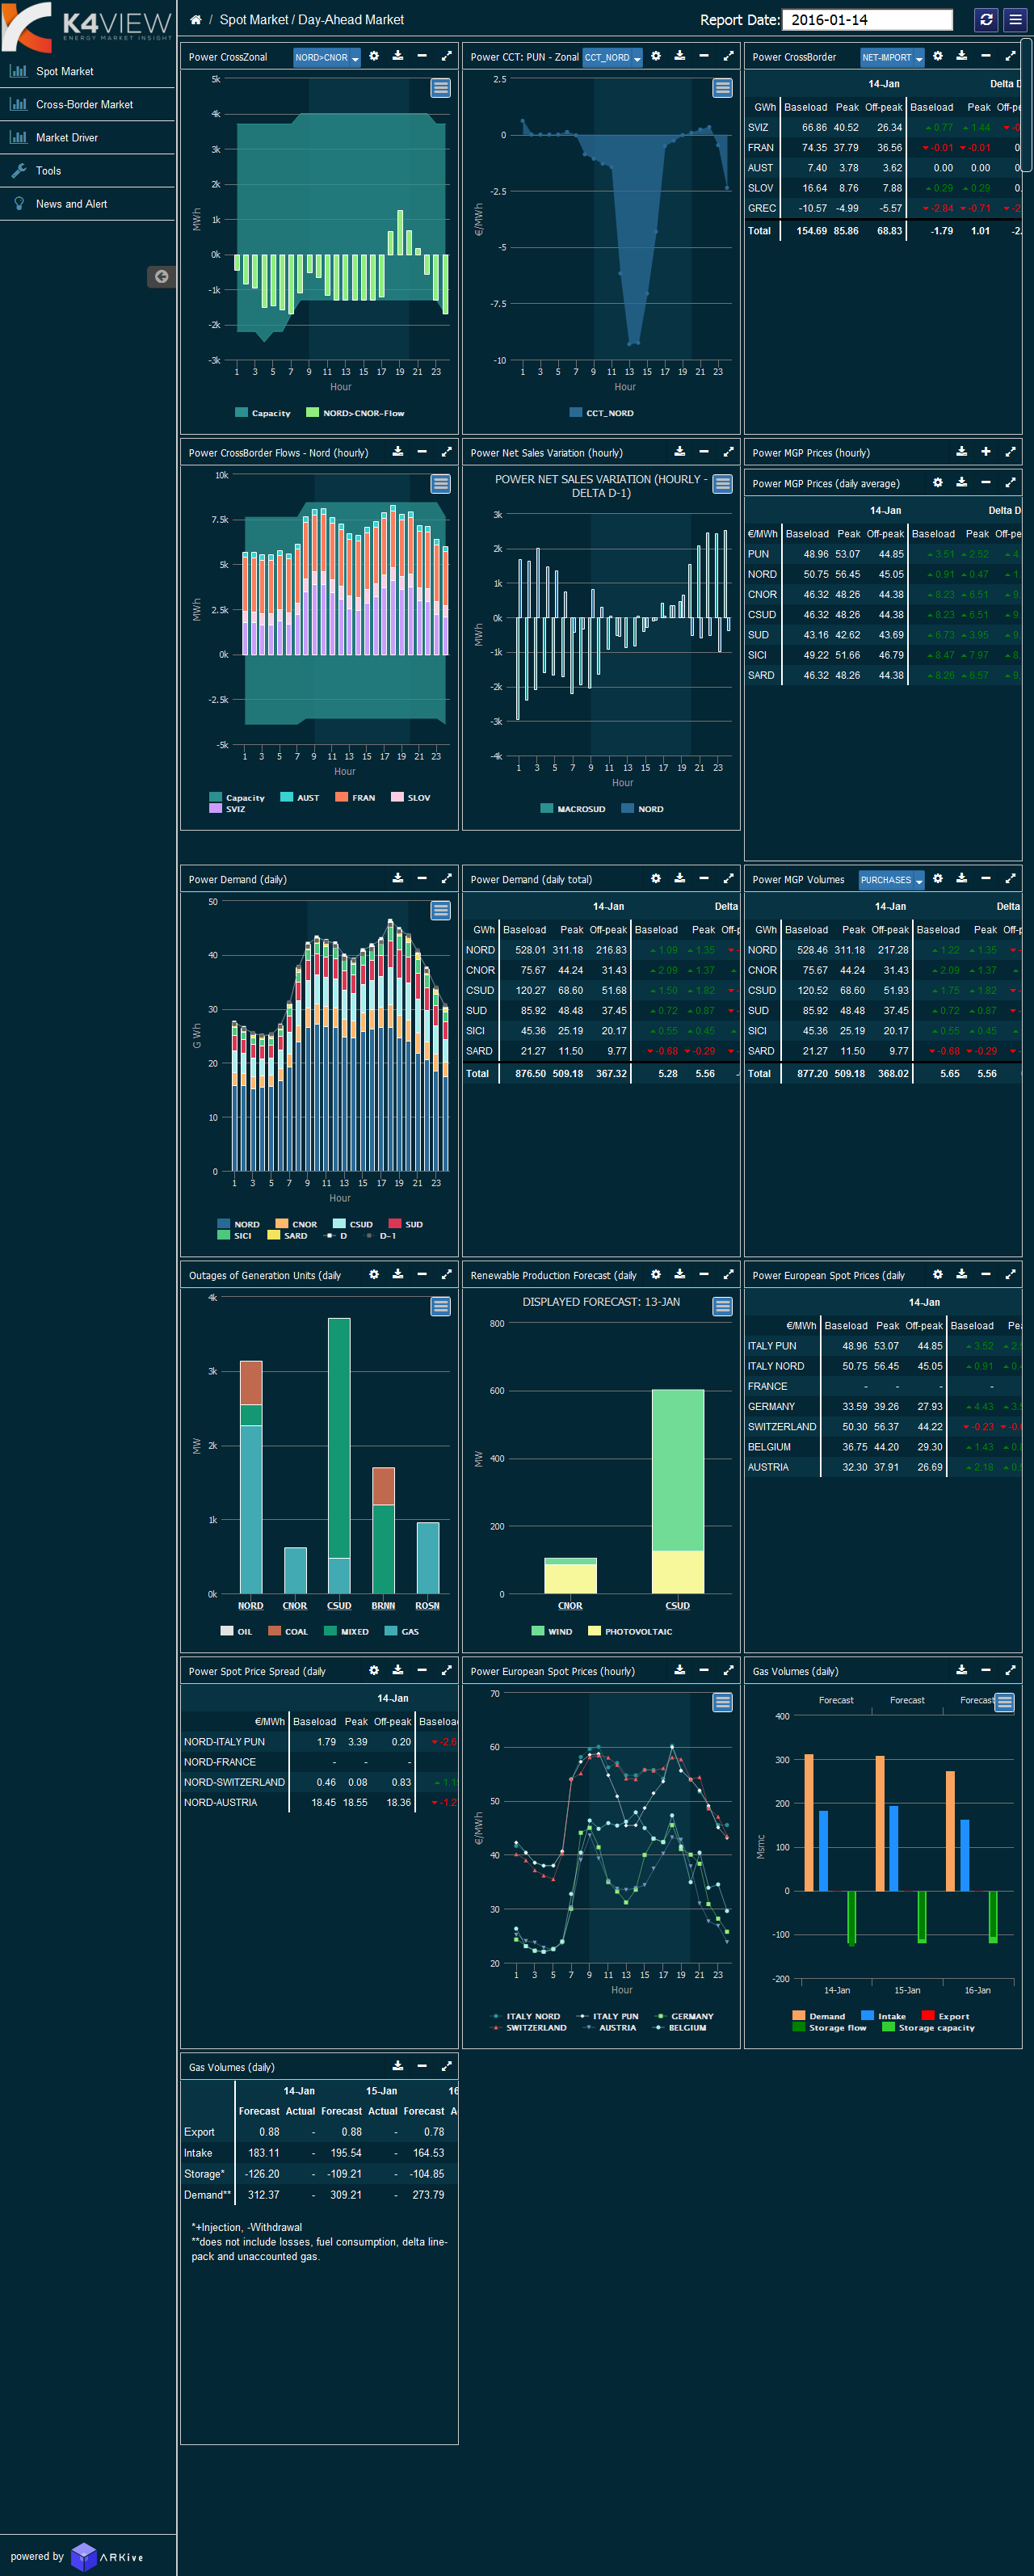 K4VIEW
ENERGY MARKET INSIGHT
/ Spot Market / Day-Ahead Market
Report Date: 2016-01-14
Spot Market
Cross-Border Market
Market Driver
Tools
News and Alert
Power CrossZonal NORD>CNOR
5k
4k
3k
2k
1k
0k
-1k
-2k
-3k
MWh
1 3 5 7 9 11 13 15 17 19 21 23
Hour
Capacity NORD>CNOR-Flow
Power CCT: PUN - Zonal CCT_NORD
2.5
0
-2.5
-5
-7.5
-10
€/MWh
1 3 5 7 9 11 13 15 17 19 21 23
Hour
CCT_NORD
Power CrossBorder NET-IMPORT
14-Jan Delta D
GWh Baseload Peak Off-peak Baseload Peak Off-p
SVIZ 66.86 40.52 26.34 0.77 1.44
FRAN 74.35 37.79 36.56 -0.01 -0.01
AUST 7.40 3.78 3.62 0.00 0.00
SLOV 16.64 8.76 7.88 0.29 0.29
GREC -10.57 -4.99 -5.57 -2.84 -0.71
Total 154.69 85.86 68.83 -1.79 1.01
Power CrossBorder Flows - Nord (hourly)
10k
7.5k
5k
2.5k
0k
-2.5k
-5k
MWh
1 3 5 7 9 11 13 15 17 19 21 23
Hour
Capacity AUST FRAN SLOV
SVIZ
Power Net Sales Variation (hourly)
POWER NET SALES VARIATION (HOURLY -
DELTA D-1)
3k
2k
1k
0k
-1k
-2k
-3k
-4k
MWh
1 3 5 7 9 11 13 15 17 19 21 23
Hour
MACROSUD NORD
Power MGP Prices (hourly)
Power MGP Prices (daily average)
14-Jan Delta D
€/MWh Baseload Peak Off-peak Baseload Peak Off-pe
PUN 48.96 53.07 44.85 3.51 2.52
NORD 50.75 56.45 45.05 0.91 0.47
CNOR 46.32 48.26 44.38 8.23 6.51
CSUD 46.32 48.26 44.38 8.23 6.51
SUD 43.16 42.62 43.69 6.73 3.95
SICI 49.22 51.66 46.79 8.47 7.97
SARD 46.32 48.26 44.38 8.26 6.57
Power Demand (daily)
50
40
30
20
10
0
G Wh
1 3 5 7 9 11 13 15 17 19 21 23
Hour
NORD CNOR CSUD SUD
SICI SARD D D-1
Power Demand (daily total)
14-Jan Delta
GWh Baseload Peak Off-peak Baseload Peak Off-p
NORD 528.01 311.18 216.83 1.09 1.35
CNOR 75.67 44.24 31.43 2.09 1.37
CSUD 120.27 68.60 51.68 1.50 1.82
SUD 85.92 48.48 37.45 0.72 0.87
SICI 45.36 25.19 20.17 0.55 0.45
SARD 21.27 11.50 9.77 -0.68 -0.29
Total 876.50 509.18 367.32 5.28 5.56
Power MGP Volumes PURCHASES
14-Jan Delta
GWh Baseload Peak Off-peak Baseload Peak Off-p
NORD 528.46 311.18 217.28 1.22 1.35
CNOR 75.67 44.24 31.43 2.09 1.37
CSUD 120.52 68.60 51.93 1.75 1.82
SUD 85.92 48.48 37.45 0.72 0.87
SICI 45.36 25.19 20.17 0.55 0.45
SARD 21.27 11.50 9.77 -0.68 -0.29
Total 877.20 509.18 368.02 5.65 5.56
Outages of Generation Units (daily
4k
3k
2k
1k
0k
MW
NORD CNOR CSUD BRNN ROSN
OIL COAL MIXED GAS
Renewable Production Forecast (daily
DISPLAYED FORECAST: 13-JAN
800
600
400
200
0
MW
CNOR CSUD
WIND PHOTOVOLTAIC
Power European Spot Prices (daily
14-Jan
€/MWh Baseload Peak Off-peak Baseload Pea
ITALY PUN 48.96 53.07 44.85 3.52
ITALY NORD 50.75 56.45 45.05 0.91
FRANCE - - - -
GERMANY 33.59 39.26 27.93 4.43
SWITZERLAND 50.30 56.37 44.22 -0.23
BELGIUM 36.75 44.20 29.30 1.43
AUSTRIA 32.30 37.91 26.69 2.18
Power Spot Price Spread (daily
14-Jan
€/MWh Baseload Peak Off-peak Baseload
NORD-ITALY PUN 1.79 3.39 0.20
NORD-FRANCE - - -
NORD-SWITZERLAND 0.46 0.08 0.83
NORD-AUSTRIA 18.45 18.55 18.36
Power European Spot Prices (hourly)
70
60
50
40
30
20
€/MWh
1 3 5 7 9 11 13 15 17 19 21 23
Hour
ITALY NORD ITALY PUN GERMANY
SWITZERLAND AUSTRIA BELGIUM
Gas Volumes (daily)
Forecast Forecast Forecast
400
300
200
100
0
-100
-200
Msmc
14-Jan 15-Jan 16-Jan
Demand Intake Export
Storage flow Storage capacity
Gas Volumes (daily)
14-Jan 15-Jan 16
Forecast Actual Forecast Actual Forecast A
Export 0.88 - 0.88 - 0.78
Intake 183.11 - 195.54 - 164.53
Storage* -126.20 - -109.21 - -104.85
Demand** 312.37 - 309.21 - 273.79
*+Injection, -Withdrawal
**does not include losses, fuel consumption, delta line-
pack and unaccounted gas.
powered by ARKive